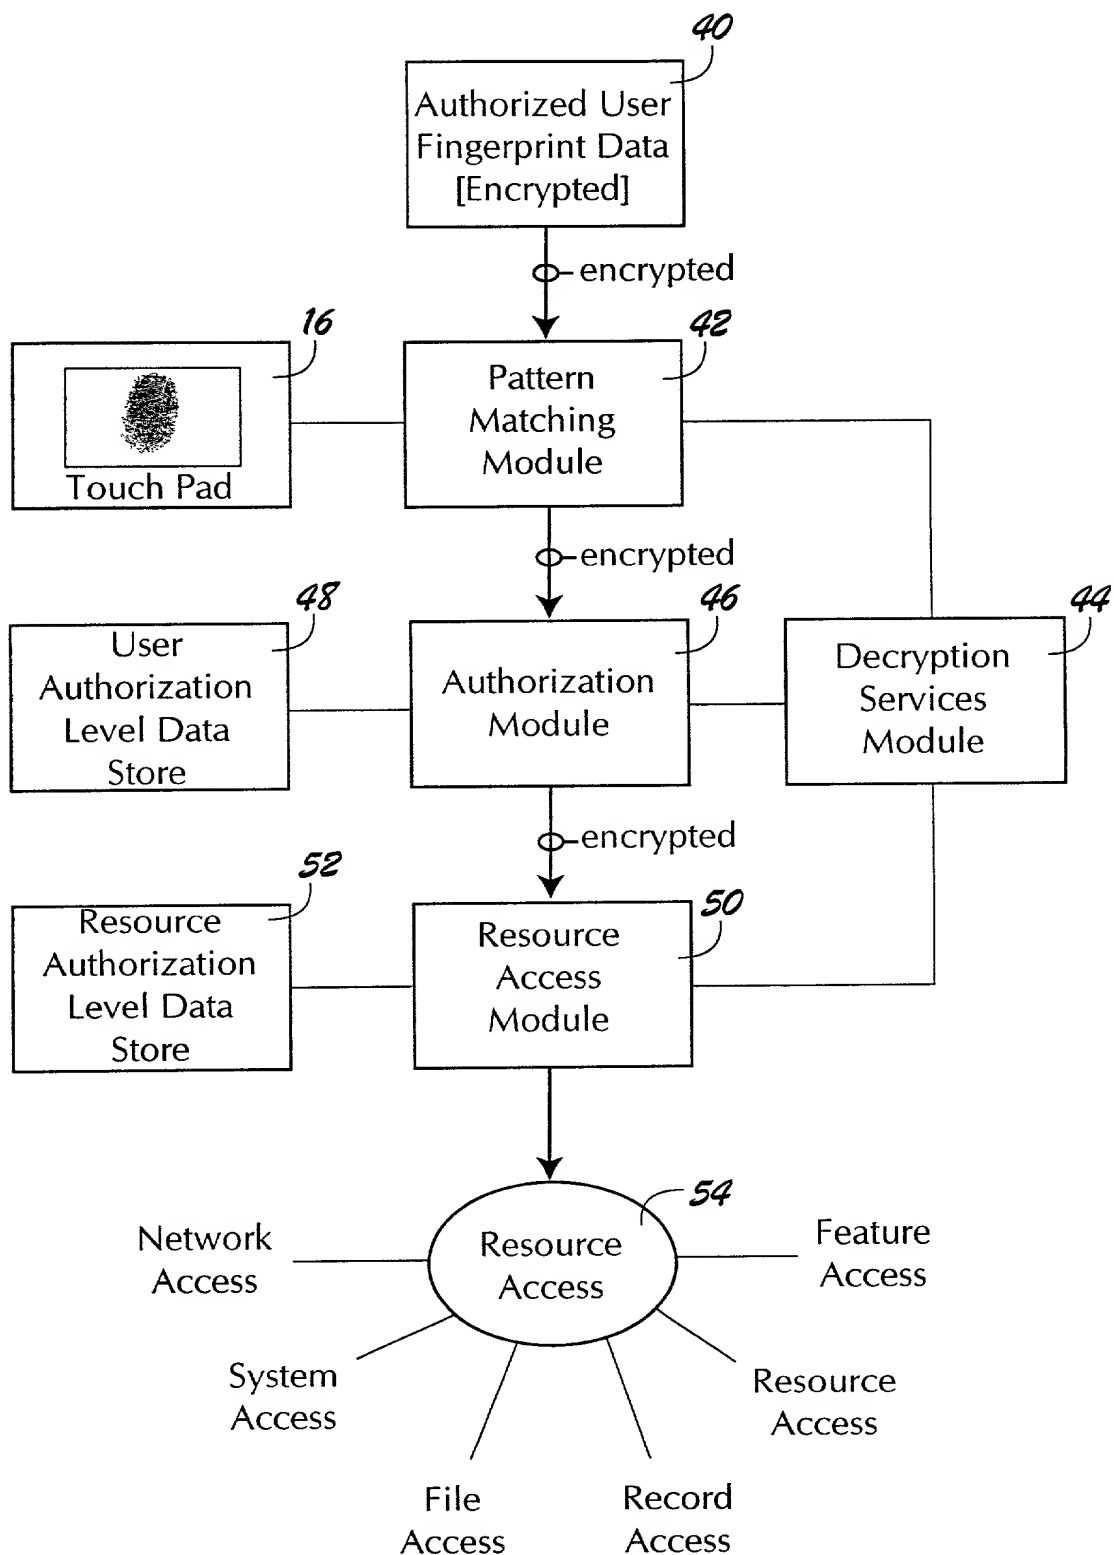 40
Authorized User
Fingerprint Data
[Encrypted]
encrypted
16
Touch Pad
42
Pattern
Matching
Module
encrypted
48
User
Authorization
Level Data
Store
46
Authorization
Module
44
Decryption
Services
Module
encrypted
52
Resource
Authorization
Level Data
Store
50
Resource
Access
Module
54
Resource
Access
Network
Access
System
Access
File
Access
Record
Access
Resource
Access
Feature
Access